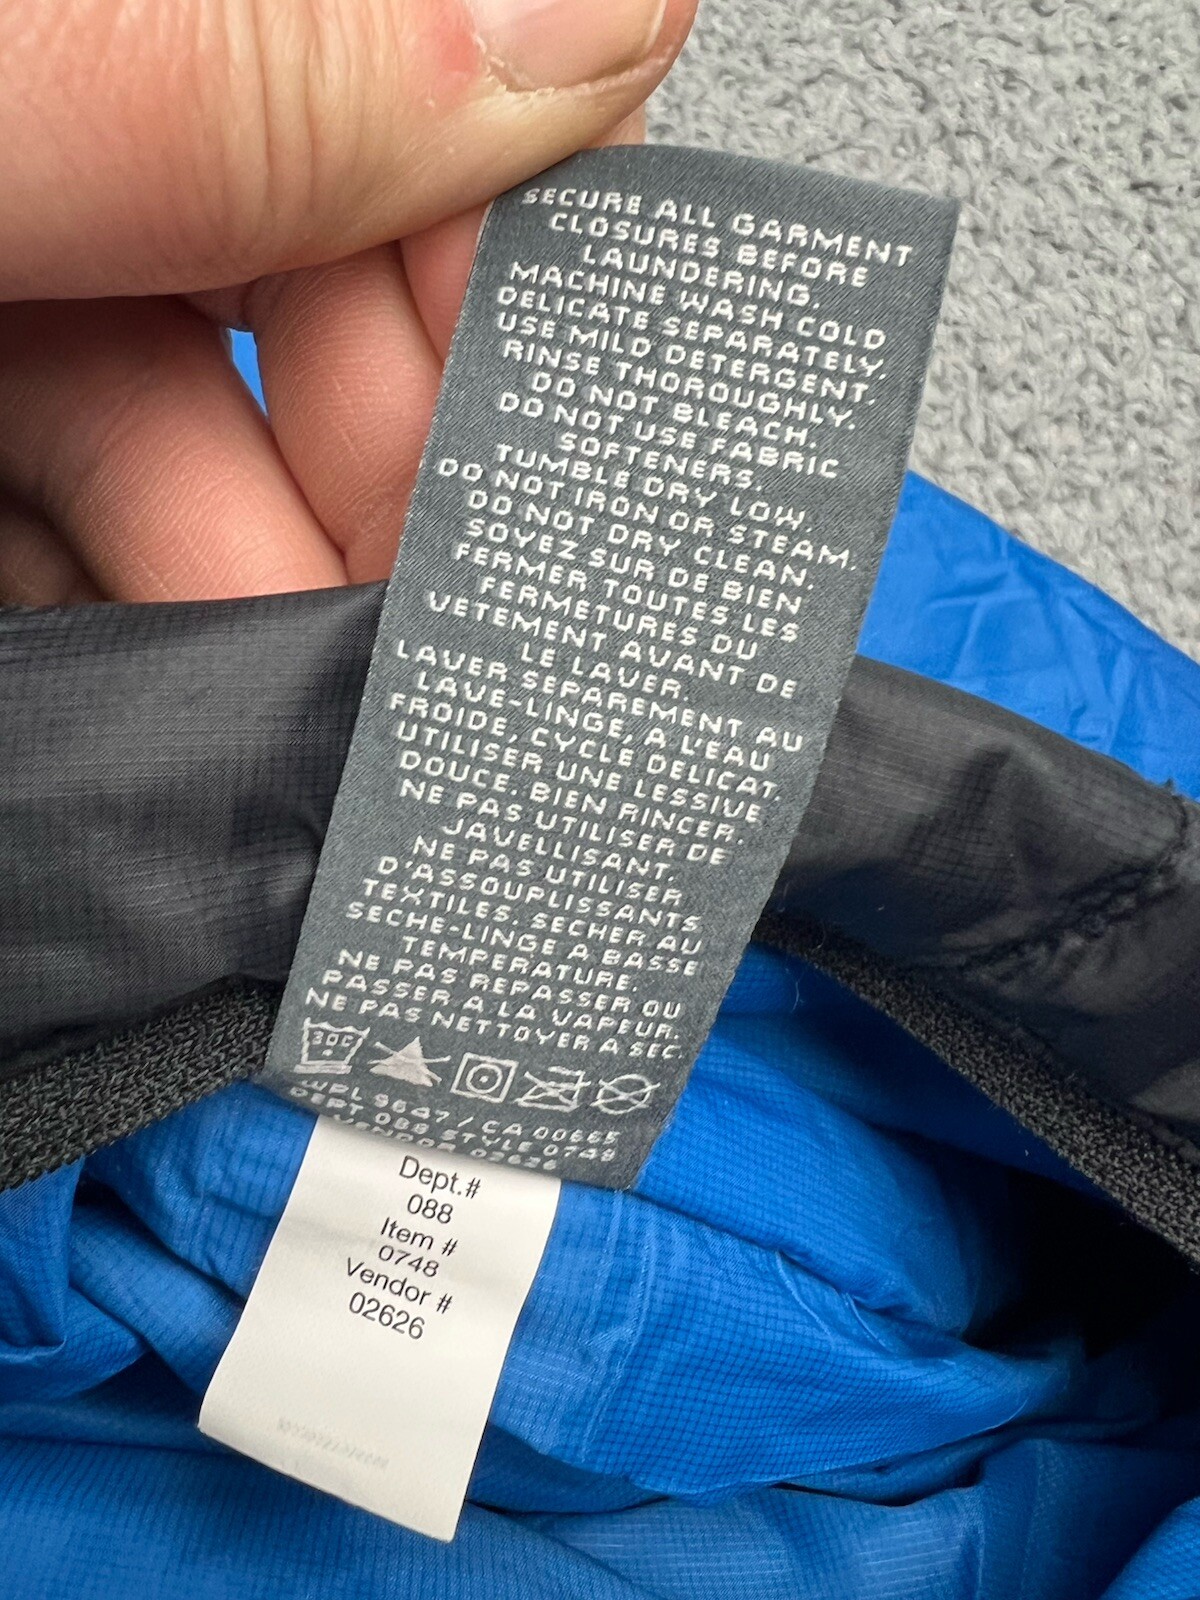 SECURE ALL GARMENT
CLOSURES BEFORE
LAUNDERING.
MACHINE WASH COLD
DELICATE SEPARATELY.
USE MILD DETERGENT.
RINSE THOROUGHLY.
DO NOT BLEACH.
DO NOT USE FABRIC
SOFTENERS.
TUMBLE DRY LOW.
DO NOT IRON OR STEAM.
DO NOT DRY CLEAN.
SOYEZ SUR DE BIEN
FERMER TOUTES LES
FERMETURES DU
VETEMENT AVANT DE
LE LAVER.
LAVER SEPAREMENT AU
LAVE-LINGE, A L'EAU
FROIDE, CYCLE DELICAT.
UTILISER UNE LESSIVE
DOUCE. BIEN RINCER.
NE PAS UTILISER DE
JAVELLISANT.
NE PAS UTILISER
D'ASSOUPLISSANTS
TEXTILES. SECHER AU
SECHE-LINGE A BASSE
TEMPERATURE.
NE PAS REPASSER OU
PASSER A LA VAPEUR.
NE PAS NETTOYER A SEC.
30C
WPL 9647 / CA 00665
DEPT 088 STYLE 0748
VENDOR 02626
Dept.#
088
Item #
0748
Vendor #
02626